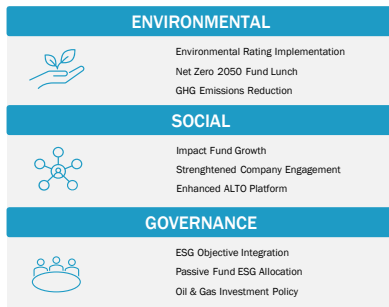 ENVIRONMENTAL
Environmental Rating Implementation
Net Zero 2050 Fund Lunch
GHG Emissions Reduction
SOCIAL
Impact Fund Growth
Strenghtented Company Engagement
Enhanced ALTO Platform
GOVERNANCE
ESG Objective Integration
Passive Fund ESG Allocation
Oil & Gas Investment Policy